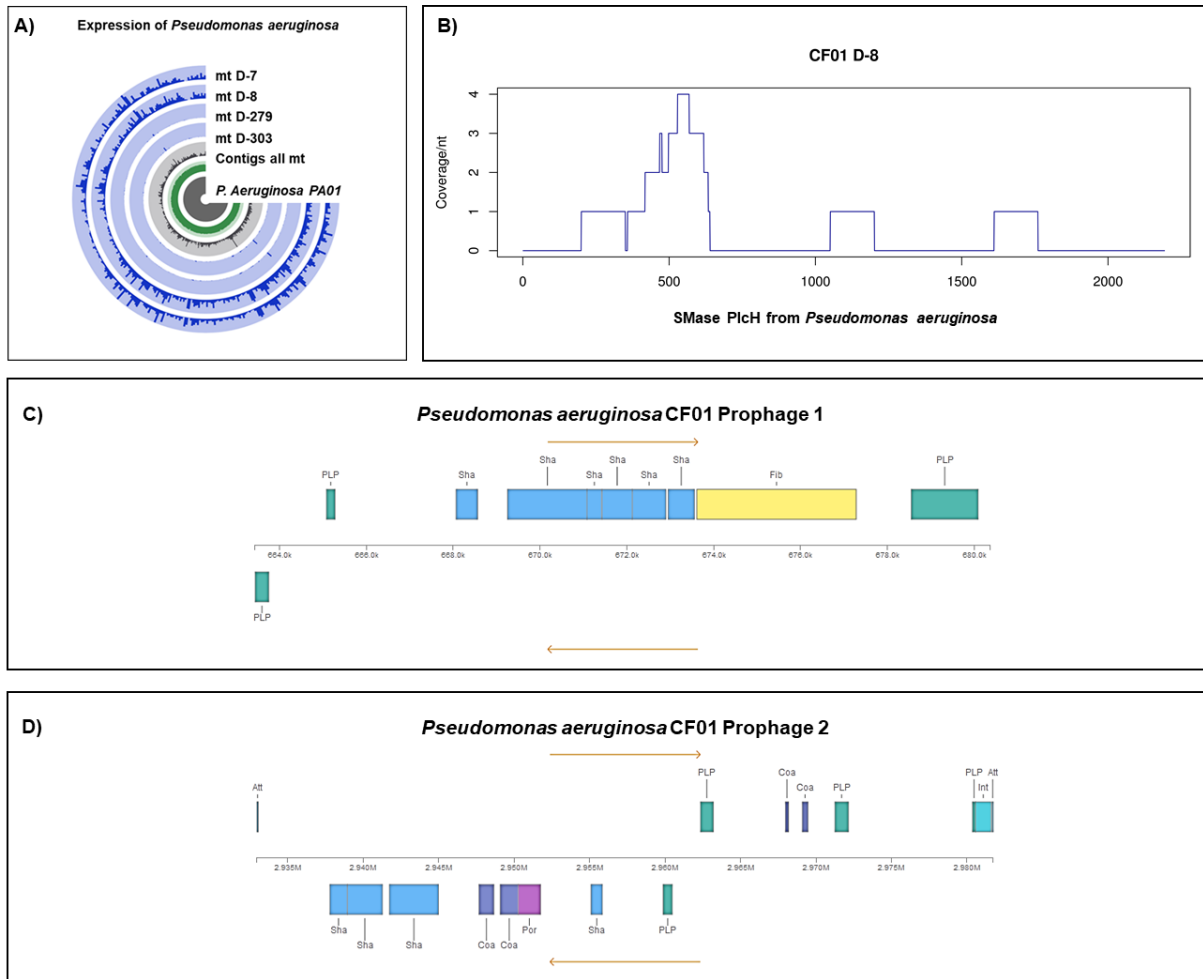 A)
Expression of Pseudomonas aeruginosa
mt D-7
mt D-8
mt D-279
mt D-303
Contigs all mt
P. Aeruginosa PA01
B)
CF01 D-8
Coverage/nt
4
3
2
1
0
0 500 1000 1500 2000
SMase PlcH from Pseudomonas aeruginosa
C)
Pseudomonas aeruginosa CF01 Prophage 1
Sha Sha Sha
PLP Sha Sha Sha Fib PLP
664.0k 666.0k 668.0k 670.0k 672.0k 674.0k 676.0k 678.0k 680.0k
PLP
D)
Pseudomonas aeruginosa CF01 Prophage 2
Att PLP Coa Coa PLP PLP Int Att
2.935M 2.940M 2.945M 2.950M 2.955M 2.960M 2.965M 2.970M 2.975M 2.980M
Sha Coa Coa Por Sha PLP
Sha Sha